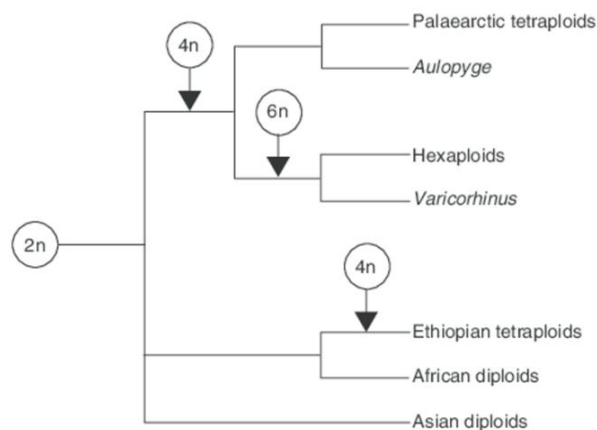 Palaearctic tetraploids
4n
Aulopyge
6n
Hexaploids
Varicorhinus
2n
4n
Ethiopian tetraploids
African diploids
Asian diploids